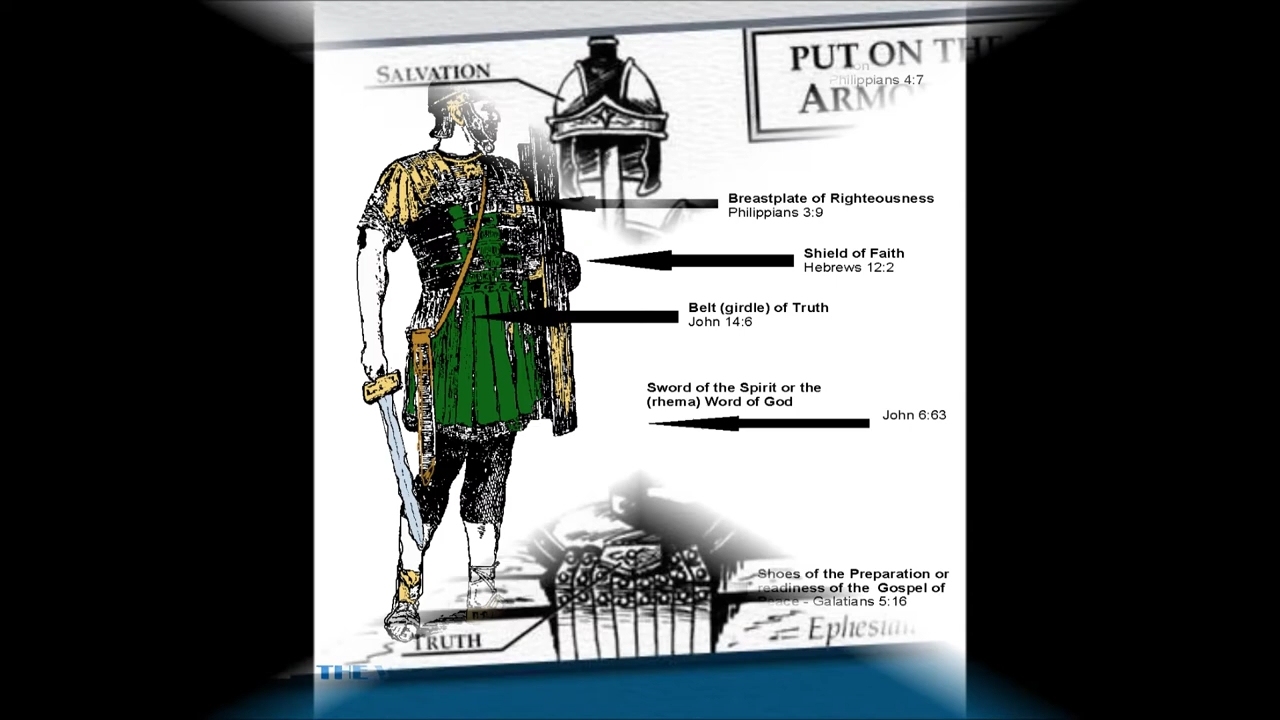 SALVATION
PUT ON THE
Philippians 4:7
Breastplate of Righteousness
Philippians 3:9
Shield of Faith
Hebrews 12:2
Belt (girdle) of Truth
John 14:6
Sword of the Spirit or the
(rhema) Word of God
John 6:63
Shoes of the Preparation or
readiness of the Gospel of
Peace - Galatians 5:16
TRUTH
THE